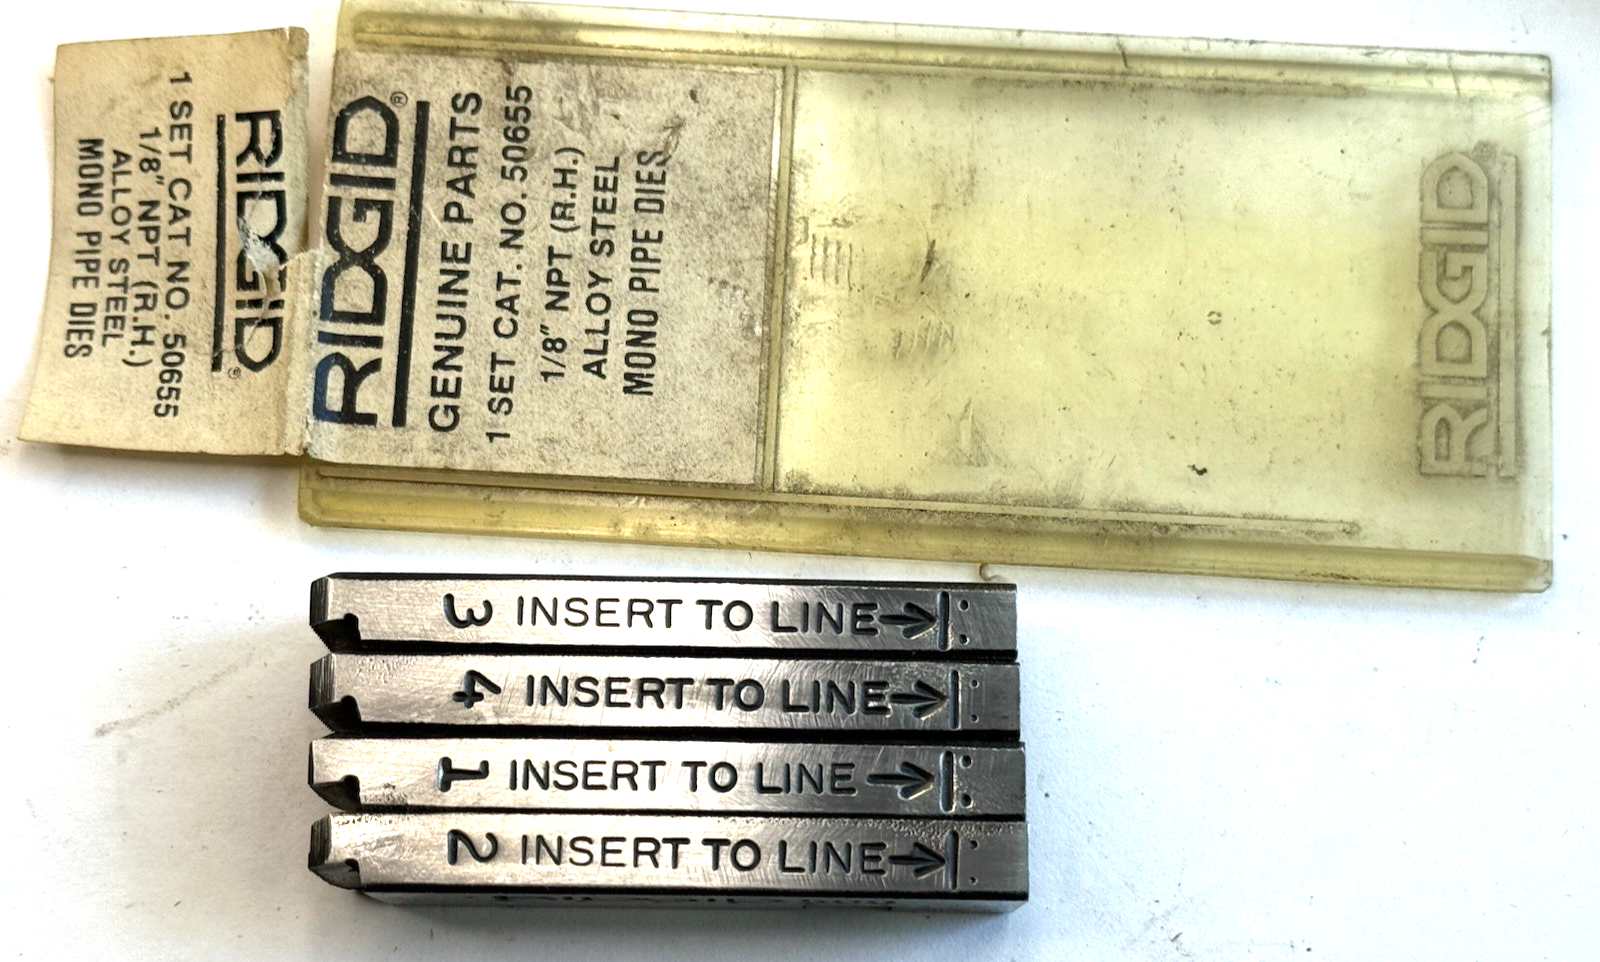 RIDGID®
1 SET CAT NO. 50655
1/8" NPT (R.H.)
ALLOY STEEL
MONO PIPE DIES
RIDGID®
GENUINE PARTS
1 SET CAT. NO. 50655
1/8" NPT (R.H.)
ALLOY STEEL
MONO PIPE DIES
RIDGID®
3 INSERT TO LINE
4 INSERT TO LINE
1 INSERT TO LINE
2 INSERT TO LINE